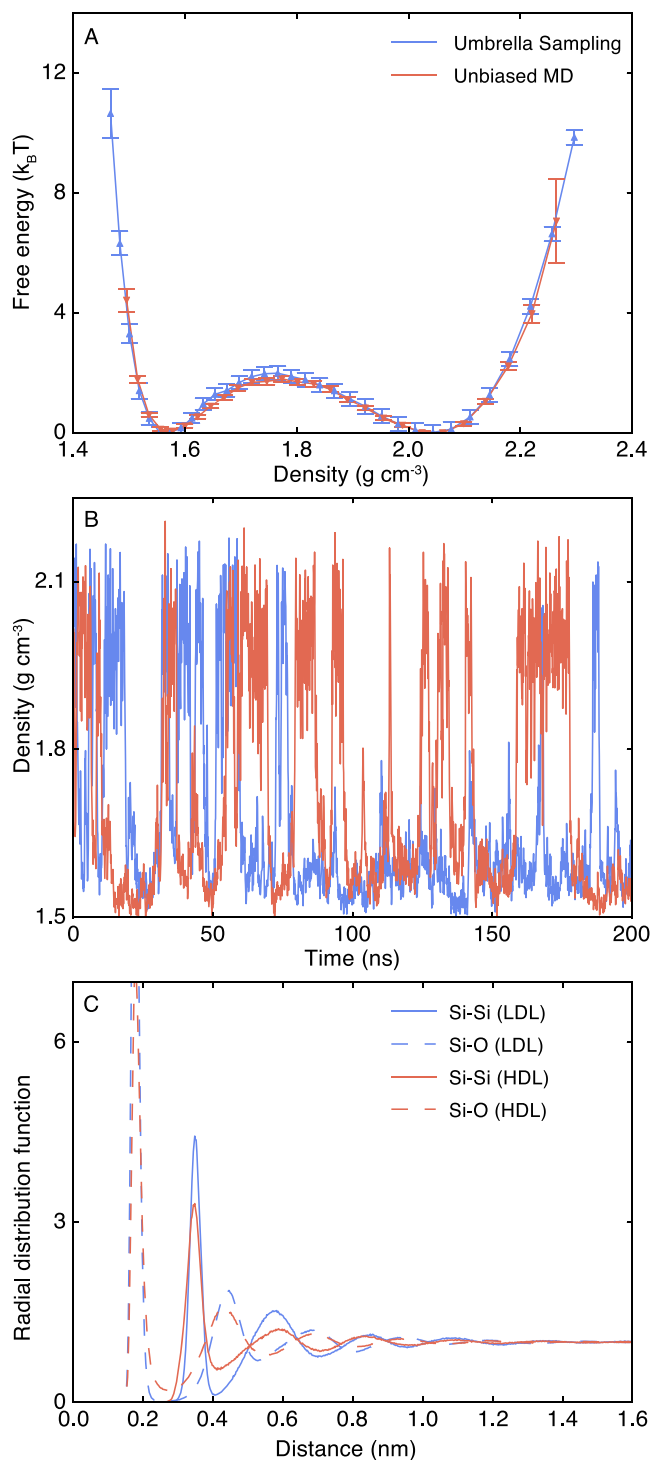 A
Umbrella Sampling
Unbiased MD
Free energy (k_BT)
12
8
4
0
1.4 1.6 1.8 2.0 2.2 2.4
Density (g cm⁻³)
B
Density (g cm⁻³)
2.1
1.8
1.5
0 50 100 150 200
Time (ns)
C
Si-Si (LDL)
Si-O (LDL)
Si-Si (HDL)
Si-O (HDL)
Radial distribution function
6
3
0
0.0 0.2 0.4 0.6 0.8 1.0 1.2 1.4 1.6
Distance (nm)